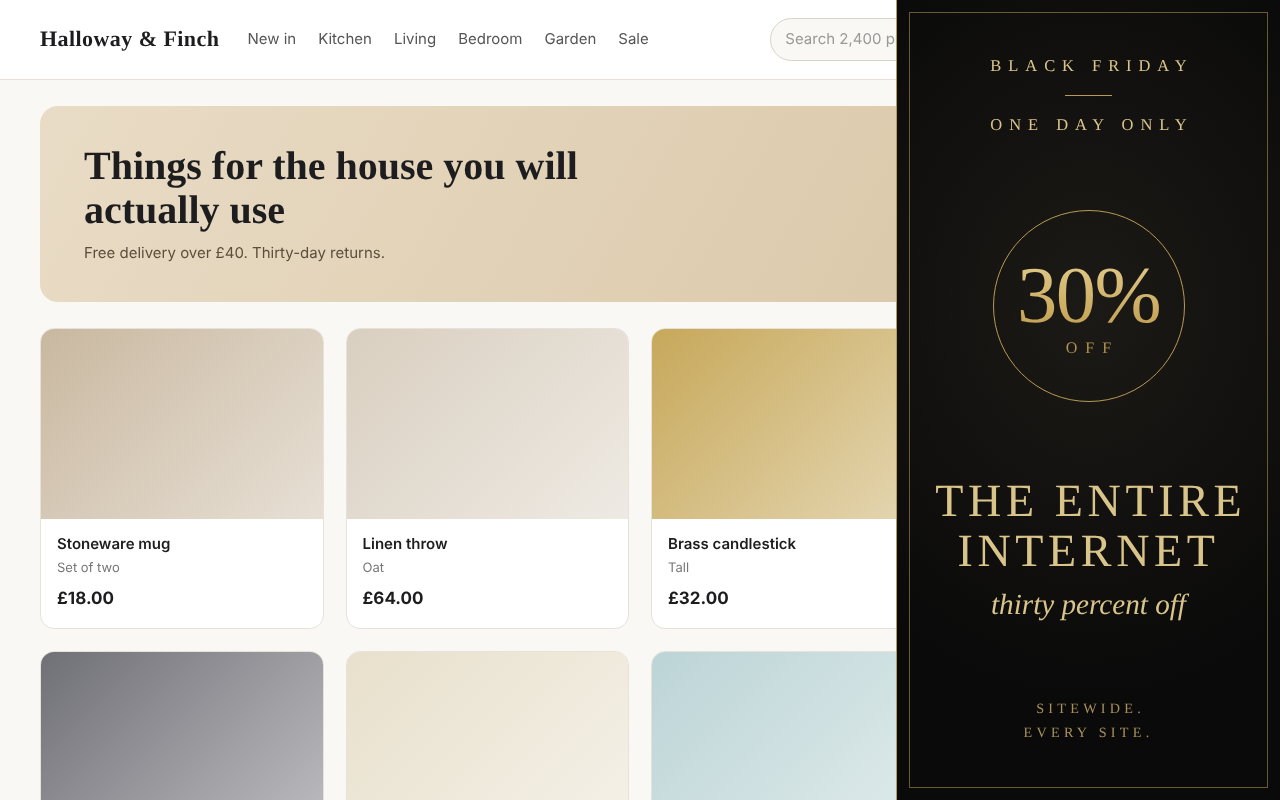 Halloway & Finch
New in
Kitchen
Living
Bedroom
Garden
Sale
Search 2,400 p
Things for the house you will
actually use
Free delivery over £40. Thirty-day returns.
Stoneware mug
Set of two
£18.00
Linen throw
Oat
£64.00
Brass candlestick
Tall
£32.00
BLACK FRIDAY
ONE DAY ONLY
30%
OFF
THE ENTIRE
INTERNET
thirty percent off
SITEWIDE.
EVERY SITE.